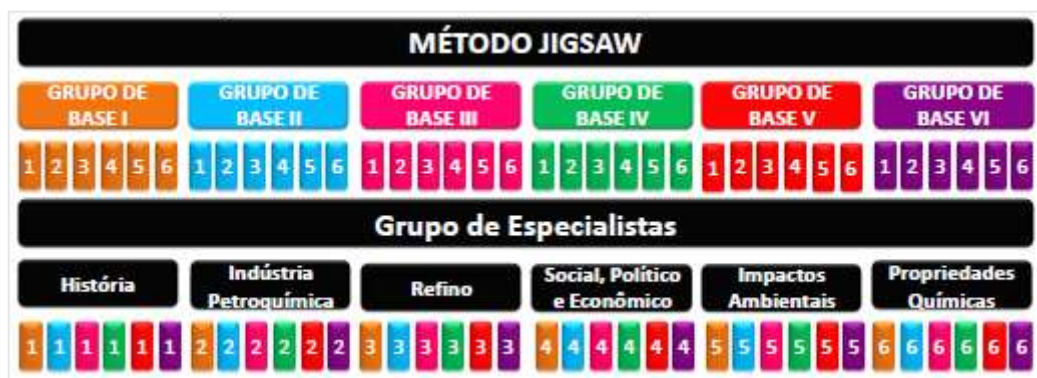 MÉTODO JIGSAW
GRUPO DE BASE I
GRUPO DE BASE II
GRUPO DE BASE III
GRUPO DE BASE IV
GRUPO DE BASE V
GRUPO DE BASE VI
1 2 3 4 5 6 1 2 3 4 5 6 1 2 3 4 5 6 1 2 3 4 5 6 1 2 3 4 5 6 1 2 3 4 5 6
Grupo de Especialistas
História
Indústria Petroquímica
Refino
Social, Político e Econômico
Impactos Ambientais
Propriedades Químicas
1 1 1 1 1 1 2 2 2 2 2 2 3 3 3 3 3 3 4 4 4 4 4 4 5 5 5 5 5 5 6 6 6 6 6 6